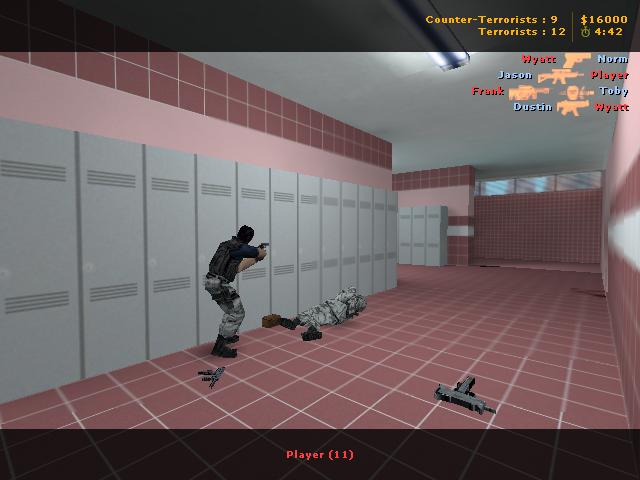 Counter-Terrorists : 9 $16000
Terrorists : 12 4:42
Wyatt Norm
Jason Player
Frank Toby
Dustin Wyatt
Player (11)